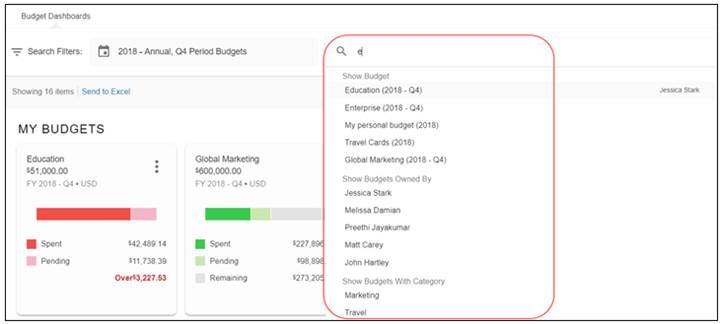 Budget Dashboards
Search Filters: 2018 - Annual, Q4 Period Budgets
e
Showing 16 items Send to Excel
MY BUDGETS
Education
$51,000.00
FY 2018 - Q4 • USD
Spent $42,489.14
Pending $11,738.39
Over$3,227.53
Global Marketing
$600,000.00
FY 2018 - Q4 • USD
Spent $227,896
Pending $98,898
Remaining $273,205
Show Budget
Education (2018 - Q4)
Jessica Stark
Enterprise (2018 - Q4)
My personal budget (2018)
Travel Cards (2018)
Global Marketing (2018 - Q4)
Show Budgets Owned By
Jessica Stark
Melissa Damian
Preethi Jayakumar
Matt Carey
John Hartley
Show Budgets With Category
Marketing
Travel